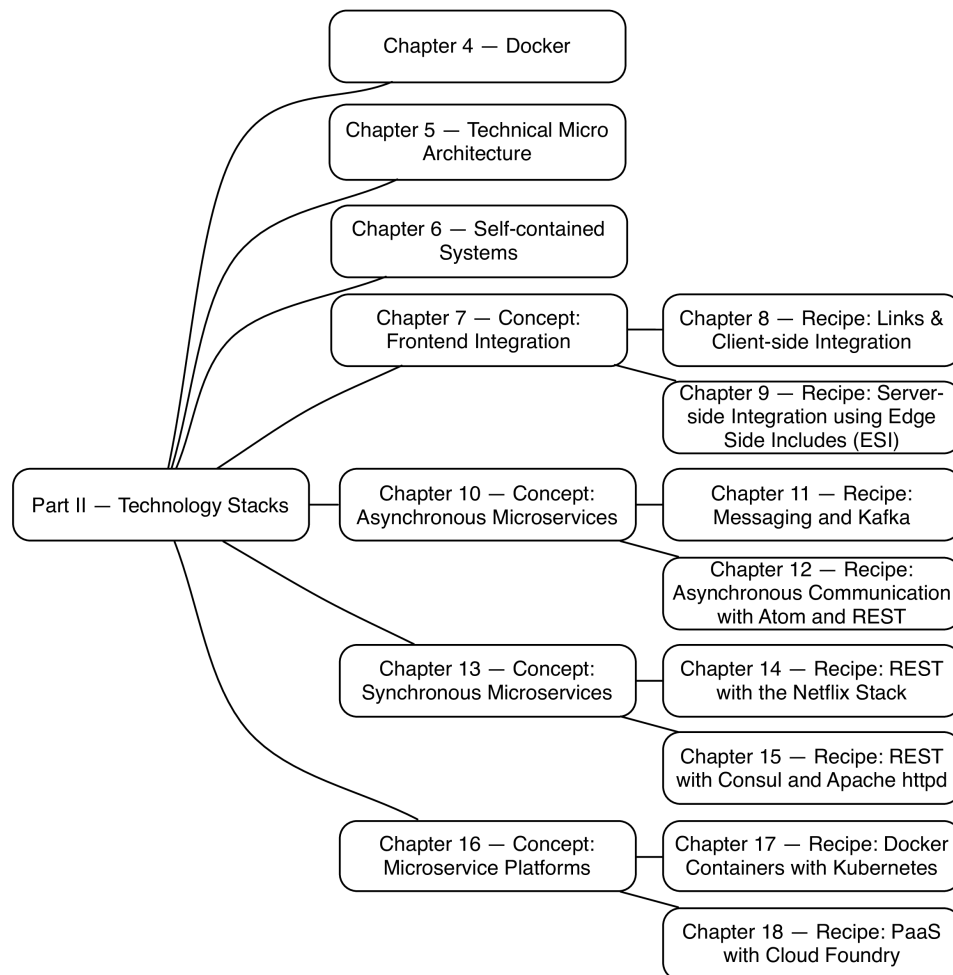 Chapter 4 — Docker
Chapter 5 — Technical Micro
Architecture
Chapter 6 — Self-contained
Systems
Chapter 7 — Concept:
Frontend Integration
Chapter 8 — Recipe: Links &
Client-side Integration
Chapter 9 — Recipe: Server-
side Integration using Edge
Side Includes (ESI)
Part II — Technology Stacks
Chapter 10 — Concept:
Asynchronous Microservices
Chapter 11 — Recipe:
Messaging and Kafka
Chapter 12 — Recipe:
Asynchronous Communication
with Atom and REST
Chapter 13 — Concept:
Synchronous Microservices
Chapter 14 — Recipe: REST
with the Netflix Stack
Chapter 15 — Recipe: REST
with Consul and Apache httpd
Chapter 16 — Concept:
Microservice Platforms
Chapter 17 — Recipe: Docker
Containers with Kubernetes
Chapter 18 — Recipe: PaaS
with Cloud Foundry